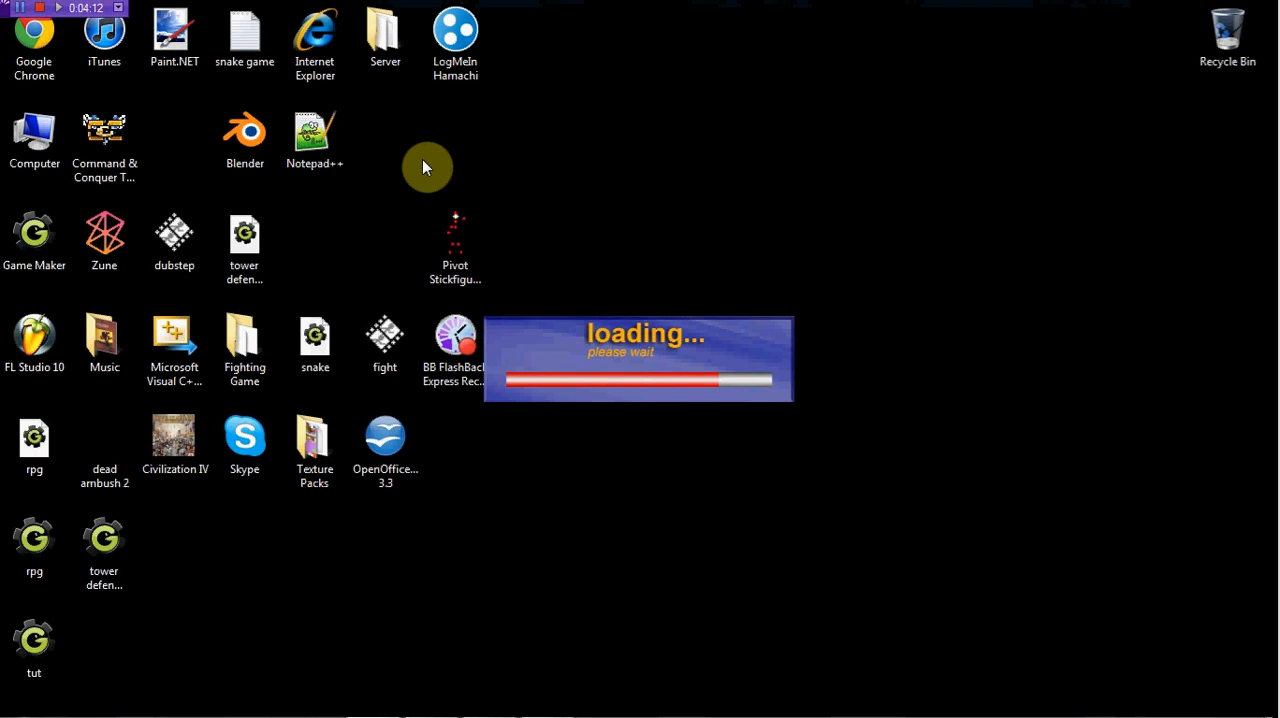 0:04:12
Google
Chrome
iTunes
Paint.NET
snake game
Internet
Explorer
Server
LogMeIn
Hamachi
Recycle Bin
Computer
Command &
Conquer T...
Blender
Notepad++
Game Maker
Zune
dubstep
tower
defen...
Pivot
Stickfigu...
loading...
please wait
FL Studio 10
Music
Microsoft
Visual C+...
Fighting
Game
snake
fight
BB FlashBack
Express Rec...
rpg
dead
ambush 2
Civilization IV
Skype
Texture
Packs
OpenOffice...
3.3
rpg
tower
defen...
tut